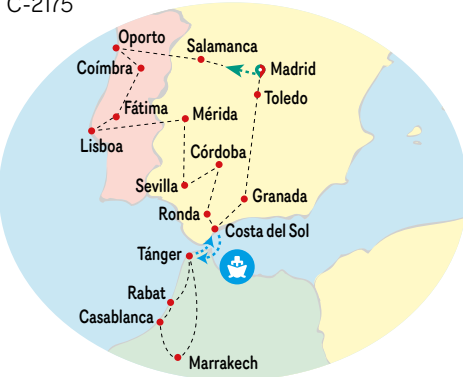 C-2175
Oporto
Salamanca
Coímbra
Madrid
Toledo
Fátima
Mérida
Lisboa
Córdoba
Sevilla
Granada
Ronda
Costa del Sol
Tánger
Rabat
Casablanca
Marrakech